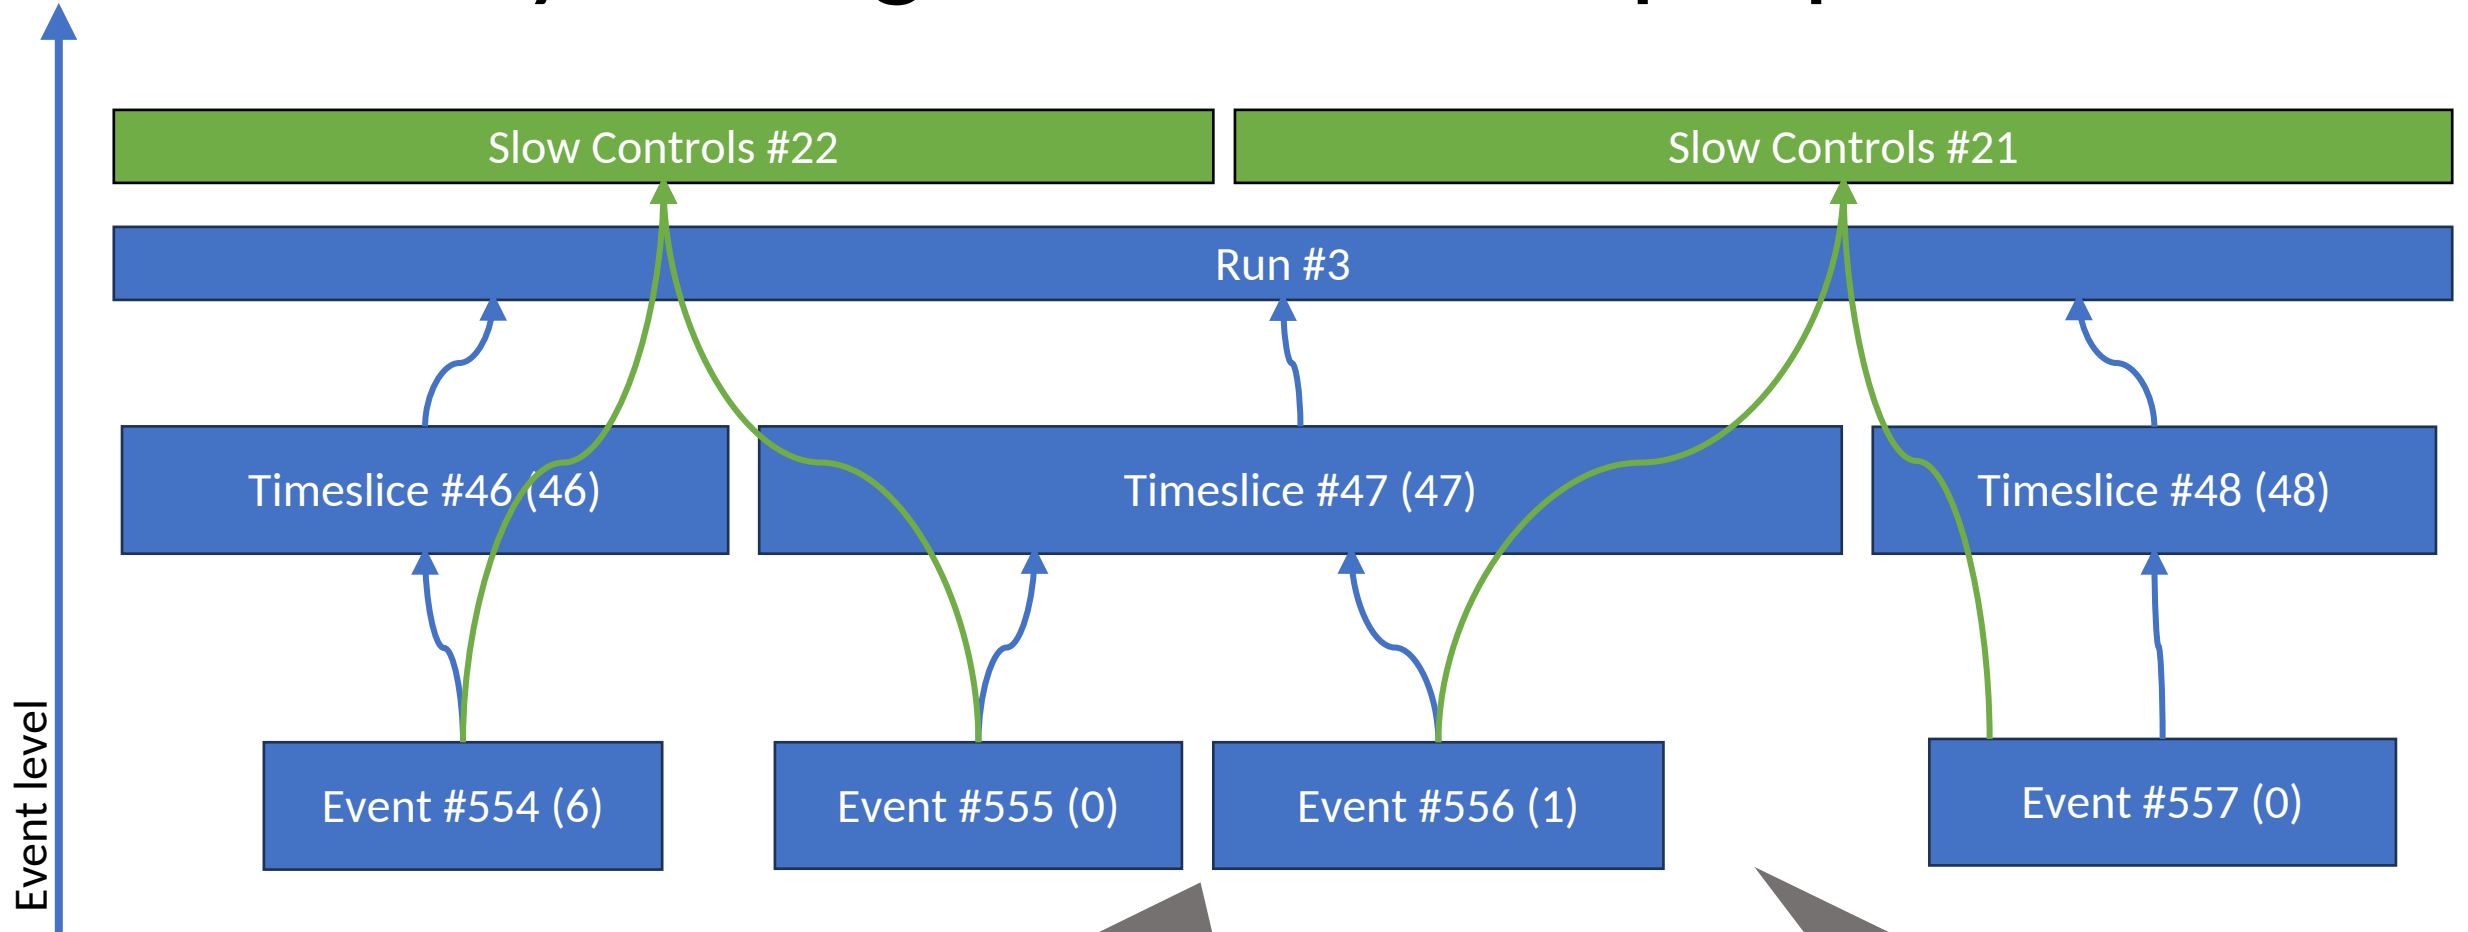 Slow Controls #22
Slow Controls #21
Run #3
Timeslice #46 (46)
Timeslice #47 (47)
Timeslice #48 (48)
Event #554 (6)
Event #555 (0)
Event #556 (1)
Event #557 (0)
Event level